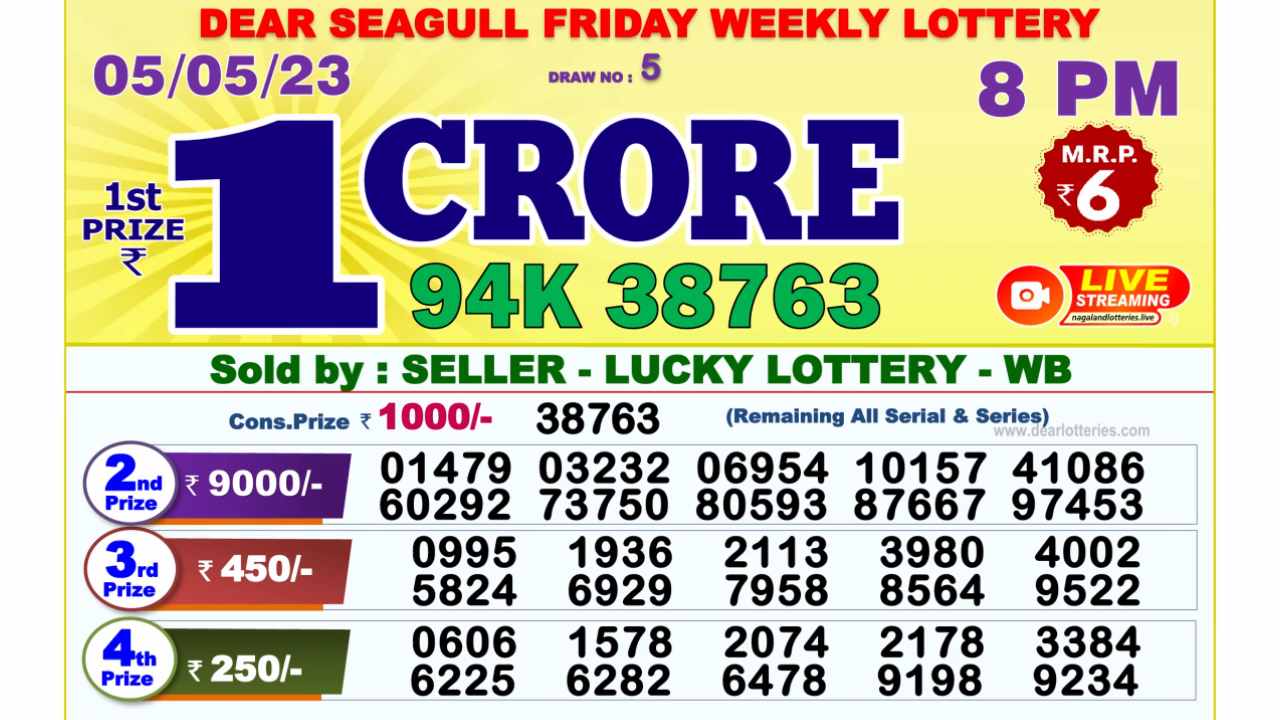 DEAR SEAGULL FRIDAY WEEKLY LOTTERY
05/05/23
DRAW NO : 5
8 PM
1st
PRIZE
₹
1 CRORE
M.R.P.
₹ 6
94K 38763
LIVE
STREAMING
nagalandlotteries.live
Sold by : SELLER - LUCKY LOTTERY - WB
Cons.Prize ₹ 1000/- 38763 (Remaining All Serial & Series)
www.dearlotteries.com
2nd
Prize
₹ 9000/-
01479 03232 06954 10157 41086
60292 73750 80593 87667 97453
3rd
Prize
₹ 450/-
0995 1936 2113 3980 4002
5824 6929 7958 8564 9522
4th
Prize
₹ 250/-
0606 1578 2074 2178 3384
6225 6282 6478 9198 9234